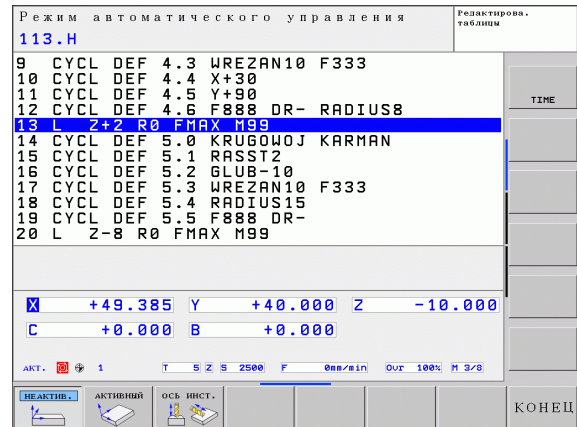 Режим автоматического управления
Редактирова.
таблицы
113.H
9 CYCL DEF 4.3 WREZAN10 F333
10 CYCL DEF 4.4 X+30
11 CYCL DEF 4.5 Y+90
12 CYCL DEF 4.6 F888 DR- RADIUS8
13 L Z+2 R0 FMAX M99
14 CYCL DEF 5.0 KRUGOWOJ KARMAN
15 CYCL DEF 5.1 RASST2
16 CYCL DEF 5.2 GLUB-10
17 CYCL DEF 5.3 WREZAN10 F333
18 CYCL DEF 5.4 RADIUS15
19 CYCL DEF 5.5 F888 DR-
20 L Z-8 R0 FMAX M99
TIME
X +49.385 Y +40.000 Z -10.000
C +0.000 B +0.000
АКТ. 1 T 5 Z S 2500 F 0mm/min Ovr 100% M 3/8
НЕАКТИВ. АКТИВНЫЙ ОСЬ ИНСТ. КОНЕЦ